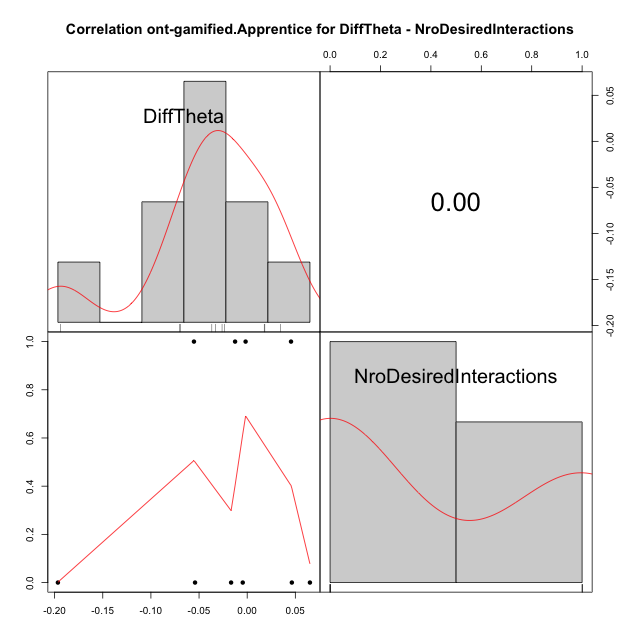 Correlation ont-gamified.Apprentice for DiffTheta - NroDesiredInteractions
0.0 0.2 0.4 0.6 0.8 1.0
DiffTheta
0.00
0.05
0.00
-0.05
-0.10
-0.15
-0.20
1.0
0.8
0.6
0.4
0.2
0.0
NroDesiredInteractions
-0.20 -0.15 -0.10 -0.05 0.00 0.05